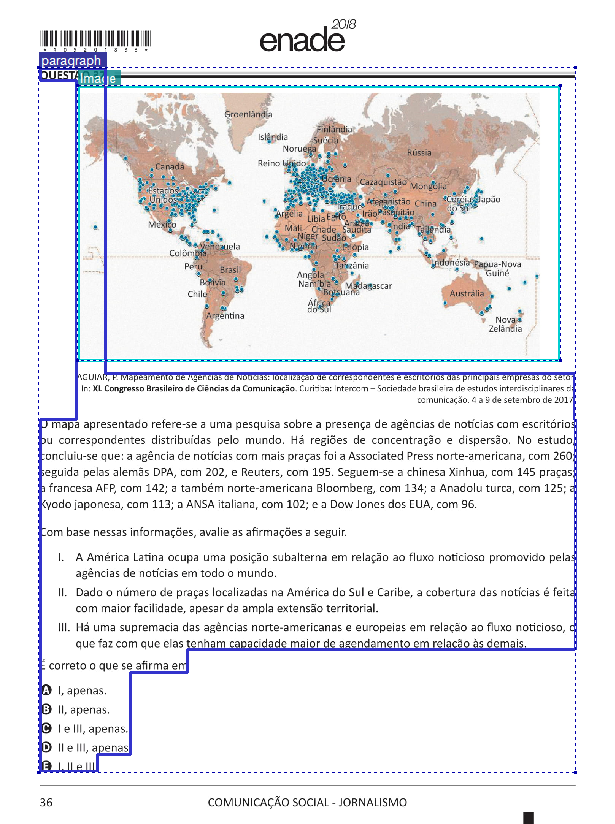 enade 2018
paragraph
QUEST
Image
Groenlândia
Islândia
Finlândia
Suécia
Noruega
Rússia
Reino Unido
Canadá
Ucrânia
Cazaquistão
Mongólia
Estados
Unidos
Coreia
do Sul
Japão
Afeganistão
China
Iraque
Irã
Paquistão
México
Argélia
Líbia
Egito
Arábia
Saudita
Índia
Tailândia
Mali
Níger
Chade
Sudão
Nigéria
Etiópia
Venezuela
Colômbia
Peru
Brasil
Tanzânia
Indonésia
Papua-Nova
Guiné
Bolívia
Angola
Namíbia
Madagascar
Botsuana
Chile
Austrália
África
do Sul
Argentina
Nova
Zelândia
AGUIAR, P. Mapeamento de Agências de Notícias: localização de correspondentes e escritórios das principais empresas do setor.
In: XL Congresso Brasileiro de Ciências da Comunicação. Curitiba: Intercom – Sociedade brasileira de estudos interdisciplinares da
comunicação. 4 a 9 de setembro de 2017.
O mapa apresentado refere-se a uma pesquisa sobre a presença de agências de notícias com escritórios
ou correspondentes distribuídas pelo mundo. Há regiões de concentração e dispersão. No estudo,
concluiu-se que: a agência de notícias com mais praças foi a Associated Press norte-americana, com 260;
seguida pelas alemãs DPA, com 202, e Reuters, com 195. Seguem-se a chinesa Xinhua, com 145 praças;
a francesa AFP, com 142; a também norte-americana Bloomberg, com 134; a Anadolu turca, com 125; a
Kyodo japonesa, com 113; a ANSA italiana, com 102; e a Dow Jones dos EUA, com 96.
Com base nessas informações, avalie as afirmações a seguir.
I. A América Latina ocupa uma posição subalterna em relação ao fluxo noticioso promovido pelas
agências de notícias em todo o mundo.
II. Dado o número de praças localizadas na América do Sul e Caribe, a cobertura das notícias é feita
com maior facilidade, apesar da ampla extensão territorial.
III. Há uma supremacia das agências norte-americanas e europeias em relação ao fluxo noticioso, o
que faz com que elas tenham capacidade maior de agendamento em relação às demais.
É correto o que se afirma em
A I, apenas.
B II, apenas.
C I e III, apenas.
D II e III, apenas.
E I, II e III.
36
COMUNICAÇÃO SOCIAL - JORNALISMO